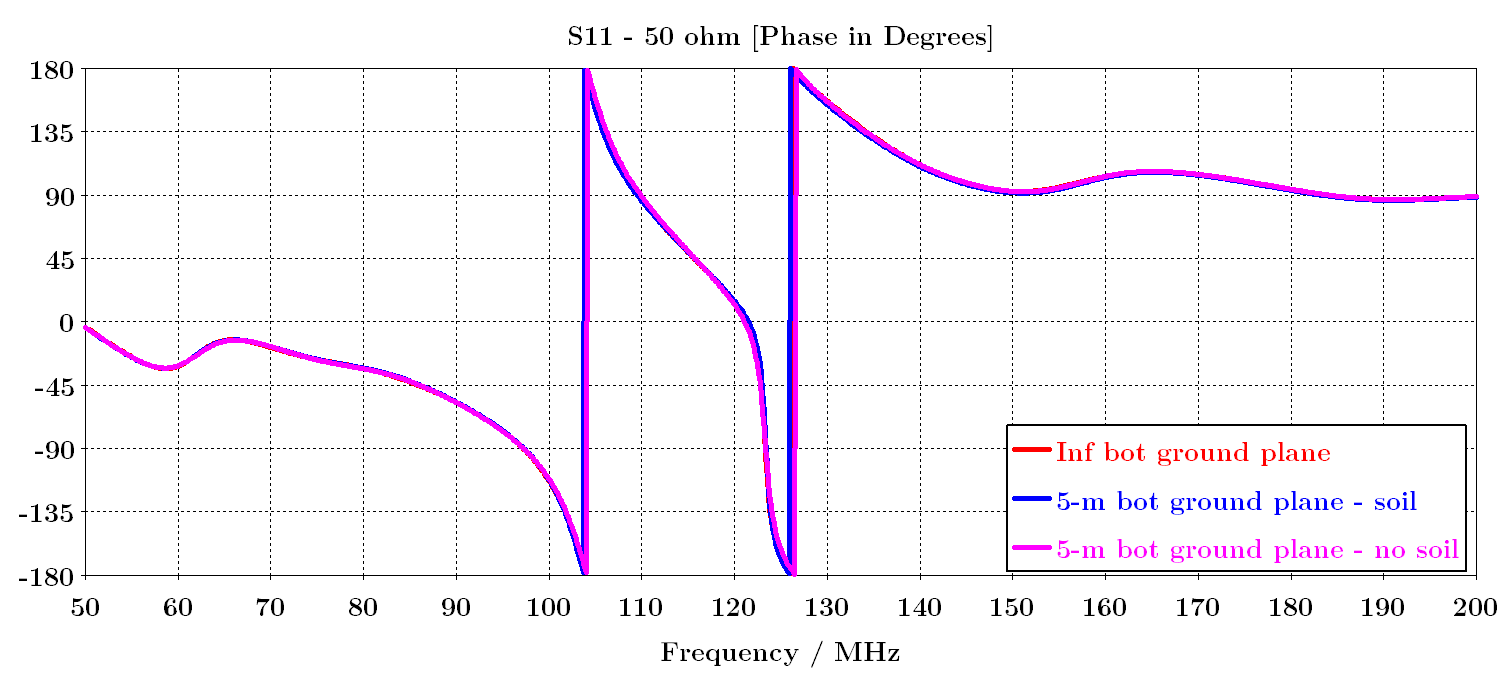 S11 - 50 ohm [Phase in Degrees]
180
135
90
45
0
-45
-90
-135
-180
Inf bot ground plane
5-m bot ground plane - soil
5-m bot ground plane - no soil
50 60 70 80 90 100 110 120 130 140 150 160 170 180 190 200
Frequency / MHz